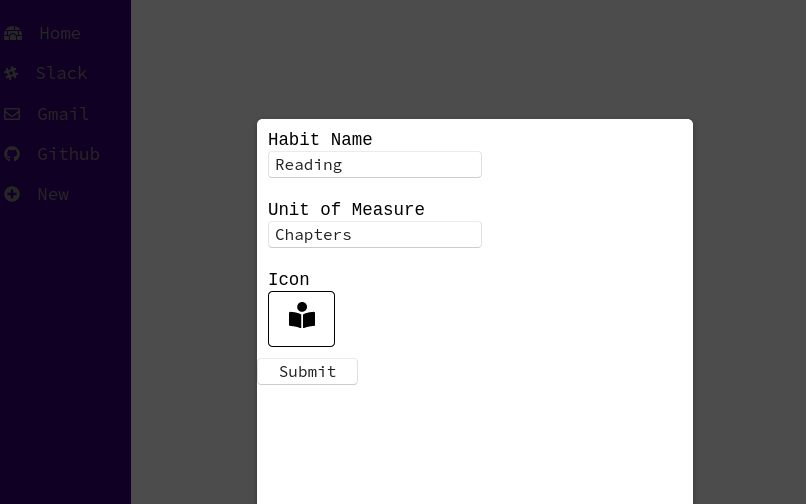 Home
Slack
Gmail
Github
New
Habit Name
Reading
Unit of Measure
Chapters
Icon
Submit